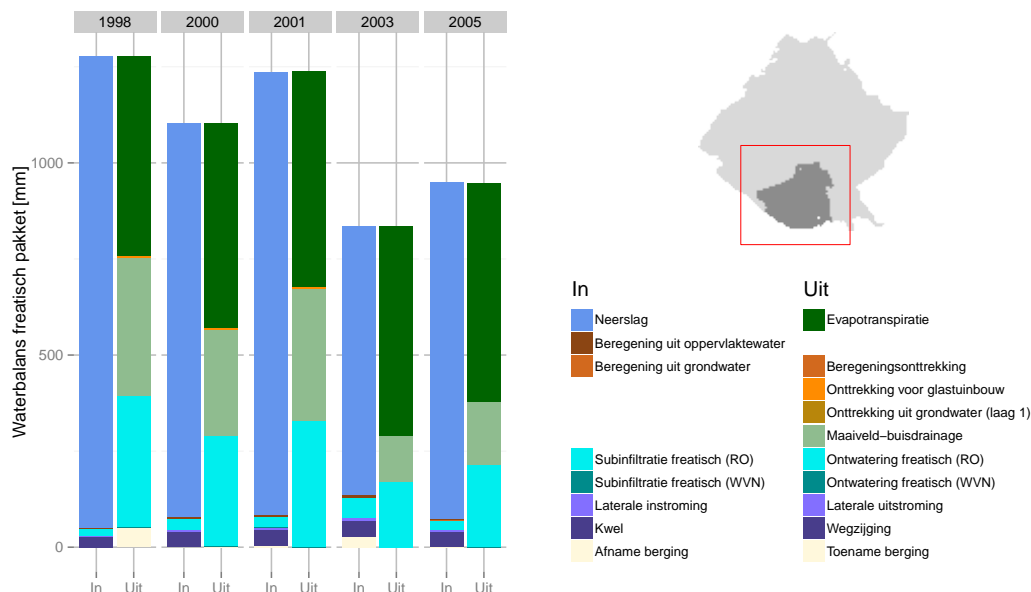 1998 2000 2001 2003 2005
Waterbalans freatisch pakket [mm]
1000
500
0
In Uit In Uit In Uit In Uit In Uit
In Uit
Neerslag Evapotranspiratie
Beregening uit oppervlaktewater
Beregening uit grondwater Beregeningsonttrekking
Onttrekking voor glastuinbouw
Onttrekking uit grondwater (laag 1)
Maaiveld−buisdrainage
Subinfiltratie freatisch (RO) Ontwatering freatisch (RO)
Subinfiltratie freatisch (WVN) Ontwatering freatisch (WVN)
Laterale instroming Laterale uitstroming
Kwel Wegzijging
Afname berging Toename berging